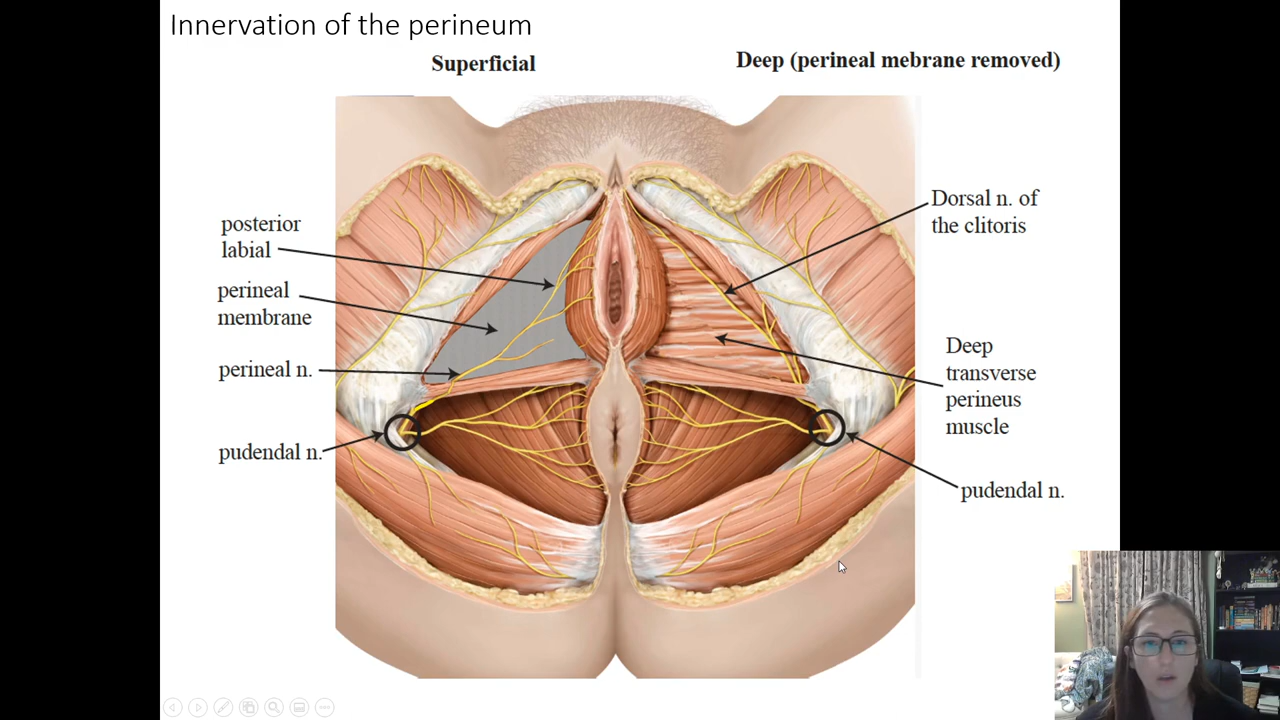 Innervation of the perineum
Superficial
Deep (perineal mebrane removed)
posterior
labial
perineal
membrane
perineal n.
pudendal n.
Dorsal n. of
the clitoris
Deep
transverse
perineus
muscle
pudendal n.